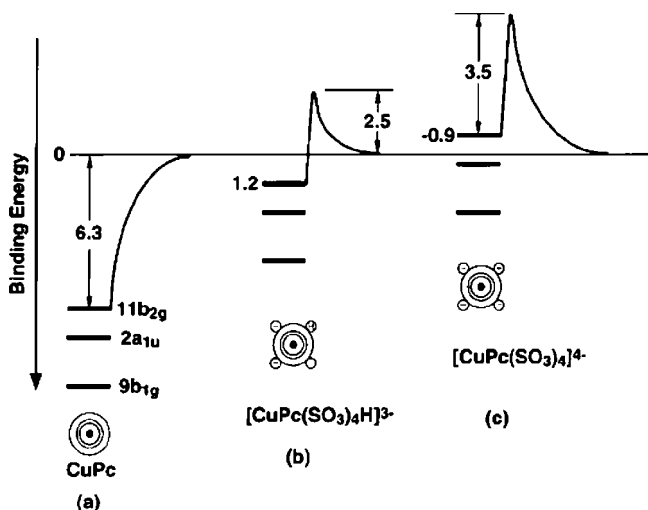 Binding Energy
0
6.3
11b2g
2a1u
9b1g
CuPc
(a)
1.2
2.5
[CuPc(SO3)4H]3-
(b)
-0.9
3.5
[CuPc(SO3)4]4-
(c)